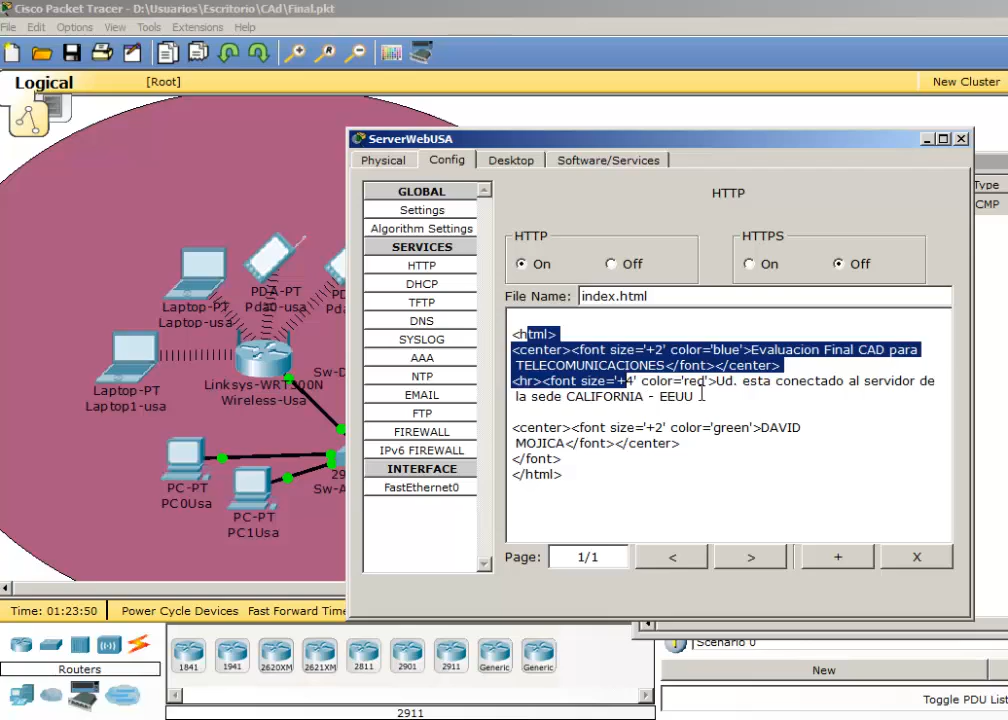 Cisco Packet Tracer - D:\Usuarios\Escritorio\CAd\Final.pkt
File Edit Options View Tools Extensions Help
Logical [Root] New Cluster
ServerWebUSA
Physical Config Desktop Software/Services
GLOBAL
Settings
Algorithm Settings
SERVICES
HTTP
DHCP
TFTP
DNS
SYSLOG
AAA
NTP
EMAIL
FTP
FIREWALL
IPv6 FIREWALL
INTERFACE
FastEthernet0
HTTP
HTTP
On Off
HTTPS
On Off
File Name: index.html
<html>
<center><font size='+2' color='blue'>Evaluacion Final CAD para
TELECOMUNICACIONES</font></center>
<hr><font size='+4' color='red'>Ud. esta conectado al servidor de
la sede CALIFORNIA - EEUU
<center><font size='+2' color='green'>DAVID
MOJICA</font></center>
</font>
</html>
Page: 1/1 < > + X
Type
CMP
Laptop-PT
Laptop-usa
PDA-PT
Pda0-usa
PD
Pda
Laptop-PT
Laptop1-usa
Linksys-WRT300N
Wireless-Usa
Sw-D
PC-PT
PC0Usa
PC-PT
PC1Usa
29
Sw-A
Time: 01:23:50 Power Cycle Devices Fast Forward Time
Routers
1841 1941 2620XM 2621XM 2811 2901 2911 Generic Generic
2911
Scenario 0
New
Toggle PDU List